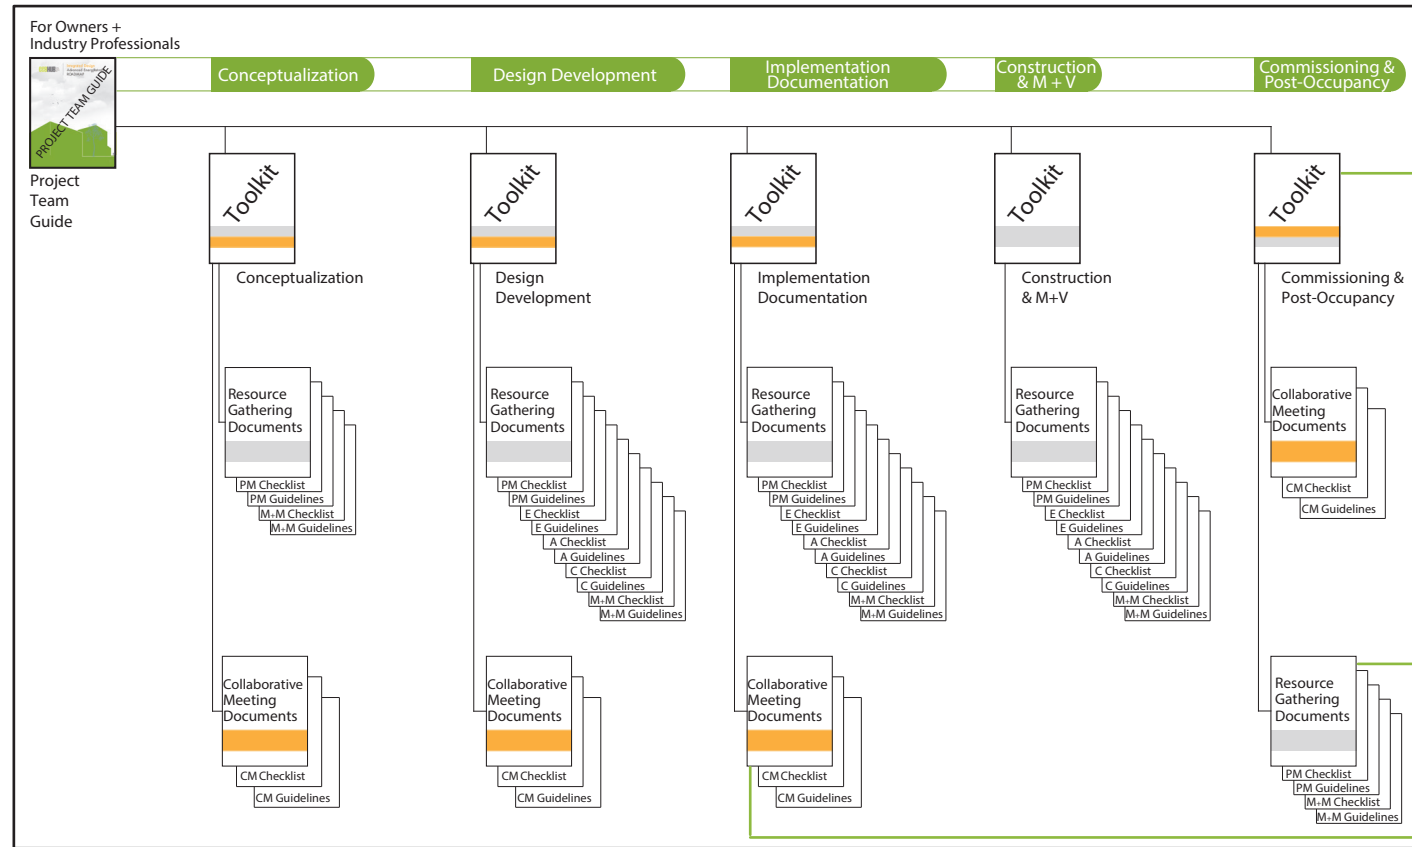 For Owners +
Industry Professionals
PROJECT TEAM GUIDE
Project
Team
Guide
Conceptualization
Design Development
Implementation
Documentation
Construction
& M + V
Commissioning &
Post-Occupancy
Toolkit
Toolkit
Toolkit
Toolkit
Toolkit
Conceptualization
Design
Development
Implementation
Documentation
Construction
& M+V
Commissioning &
Post-Occupancy
Resource
Gathering
Documents
PM Checklist
PM Guidelines
M+M Checklist
M+M Guidelines
Resource
Gathering
Documents
PM Checklist
PM Guidelines
E Checklist
E Guidelines
A Checklist
A Guidelines
C Checklist
C Guidelines
M+M Checklist
M+M Guidelines
Resource
Gathering
Documents
PM Checklist
PM Guidelines
E Checklist
E Guidelines
A Checklist
A Guidelines
C Checklist
C Guidelines
M+M Checklist
M+M Guidelines
Resource
Gathering
Documents
PM Checklist
PM Guidelines
E Checklist
E Guidelines
A Checklist
A Guidelines
C Checklist
C Guidelines
M+M Checklist
M+M Guidelines
Collaborative
Meeting
Documents
CM Checklist
CM Guidelines
Collaborative
Meeting
Documents
CM Checklist
CM Guidelines
Collaborative
Meeting
Documents
CM Checklist
CM Guidelines
Collaborative
Meeting
Documents
CM Checklist
CM Guidelines
Resource
Gathering
Documents
PM Checklist
PM Guidelines
M+M Checklist
M+M Guidelines